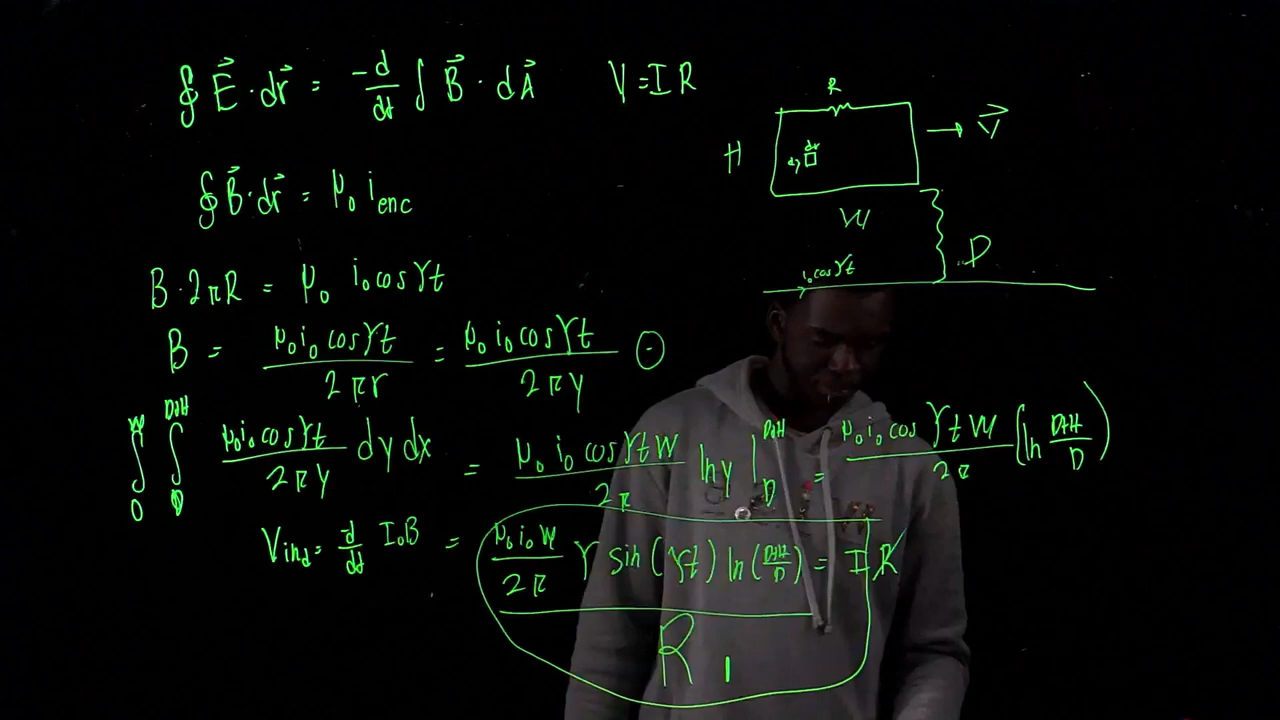 ∮ E⃗ · dr⃗ = -d/dt ∫ B⃗ · dA⃗    V = I R
∮ B⃗ · dr⃗ = μ₀ i_enc
B · 2πR = μ₀ i₀ cos γt
B = μ₀ i₀ cos γt / 2πr = μ₀ i₀ cos γt / 2πy ⊙
∫₀^W ∫_D^{D+H} μ₀ i₀ cos γt / 2πy dy dx = μ₀ i₀ cos γt W / 2π ln y |_D^{D+H} = μ₀ i₀ cos γt W / 2π (ln D+H/D)
V_ind = -d/dt I₀B = μ₀ i₀ W / 2π γ sin(γt) ln(D+H/D) = I R
R
R
H
dr
dy
V⃗
W
D
i₀ cos γt